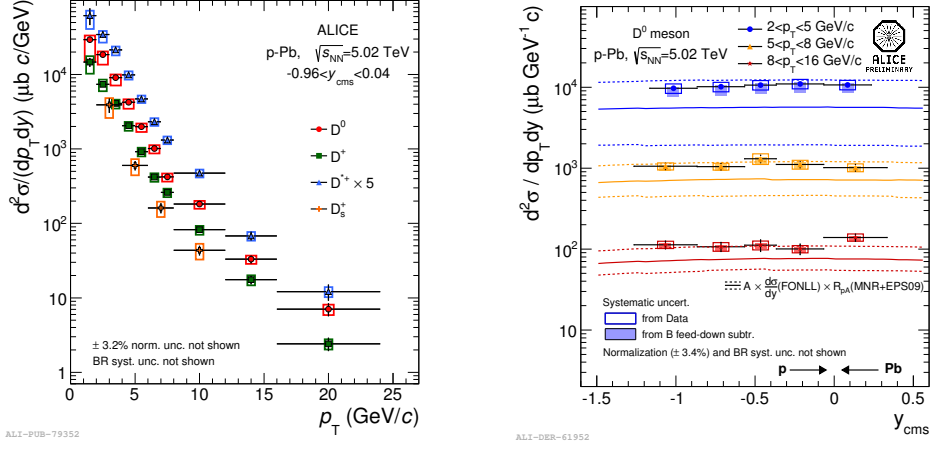 d²σ/(dp_T dy) (μb c/GeV)
10⁴
10³
10²
10
1
ALICE
p-Pb, √s_NN=5.02 TeV
-0.96<y_cms<0.04
D⁰
D⁺
D*⁺ × 5
D_s⁺
± 3.2% norm. unc. not shown
BR syst. unc. not shown
0 5 10 15 20 25
p_T (GeV/c)
ALI-PUB-79352
d²σ / dp_T dy (μb GeV⁻¹ c)
10⁴
10³
10²
10
D⁰ meson
p-Pb, √s_NN=5.02 TeV
2<p_T<5 GeV/c
5<p_T<8 GeV/c
8<p_T<16 GeV/c
ALICE
PRELIMINARY
A × dσ/dy (FONLL) × R_pA (MNR+EPS09)
Systematic uncert.
from Data
from B feed-down subtr.
Normalization (± 3.4%) and BR syst. unc. not shown
p Pb
-1.5 -1 -0.5 0 0.5
y_cms
ALI-DER-61952